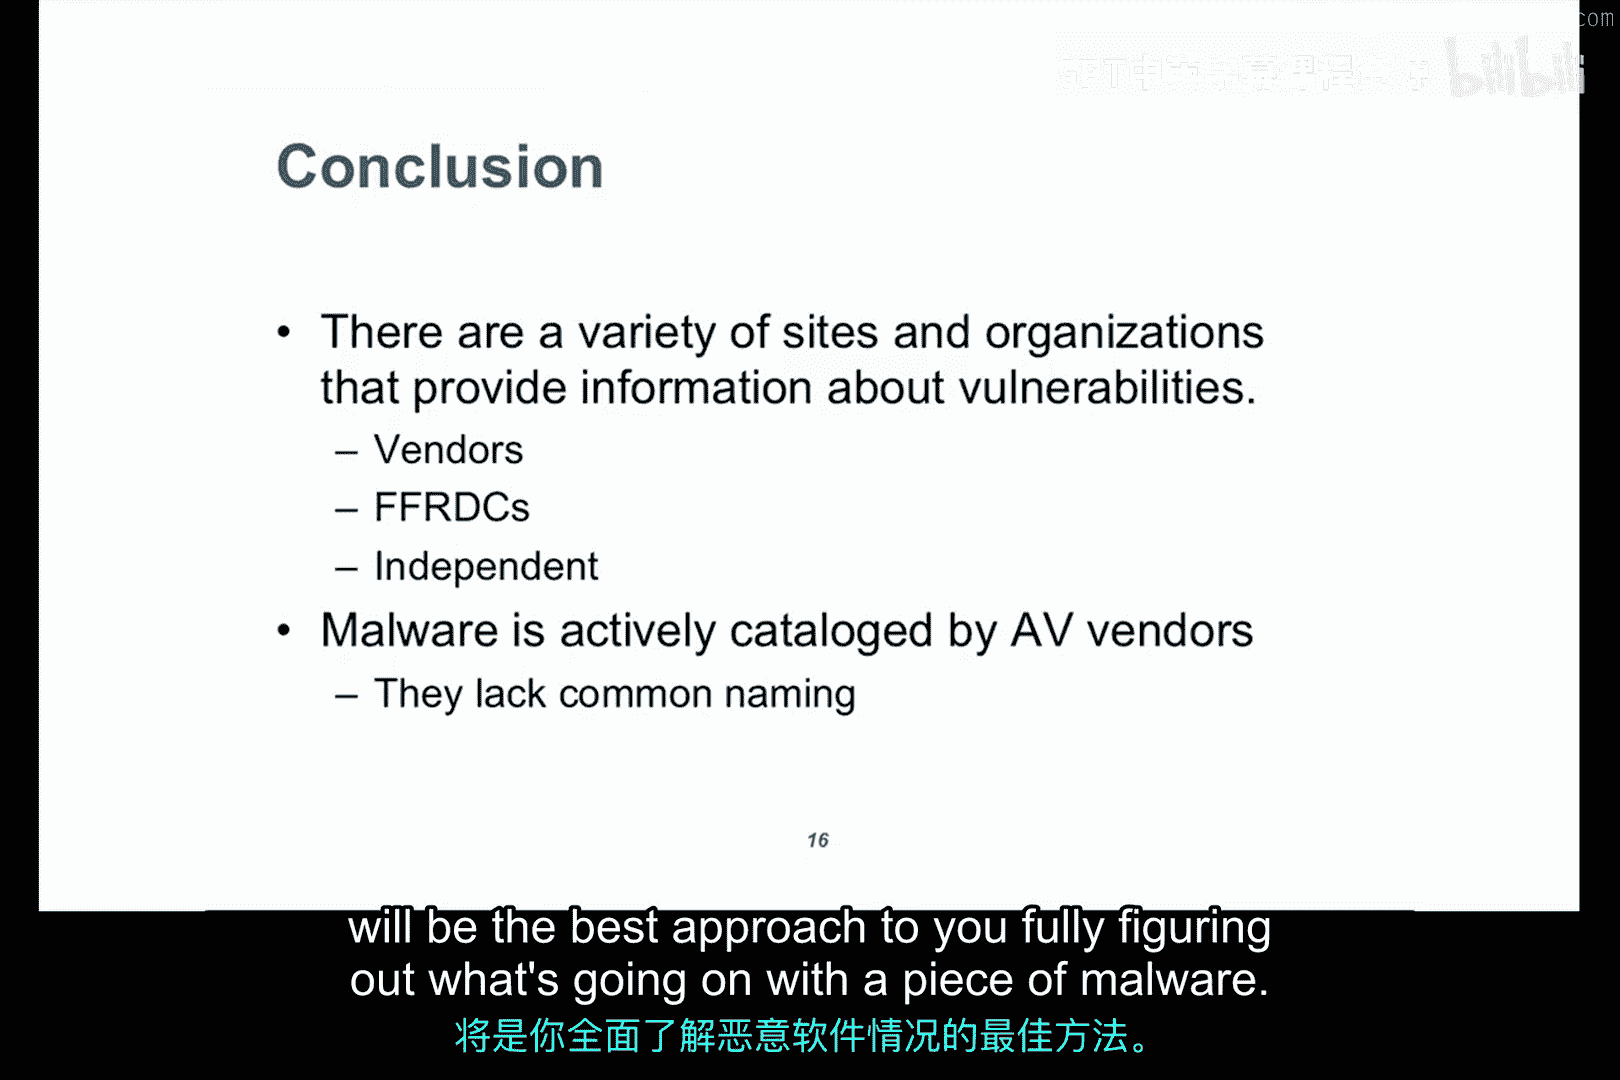 com
bilibili
Conclusion
• There are a variety of sites and organizations
that provide information about vulnerabilities.
– Vendors
– FFRDCs
– Independent
• Malware is actively cataloged by AV vendors
– They lack common naming
16
will be the best approach to you fully figuring
out what's going on with a piece of malware.
将是你全面了解恶意软件情况的最佳方法。